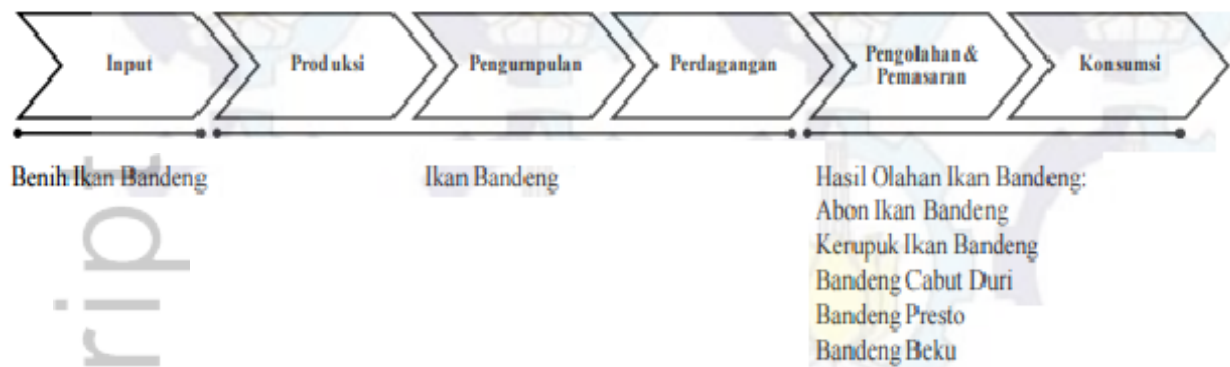 Input
Produksi
Pengumpulan
Perdagangan
Pengolahan &
Pemasaran
Konsumsi
Benih Ikan Bandeng
Ikan Bandeng
Hasil Olahan Ikan Bandeng:
Abon Ikan Bandeng
Kerupuk Ikan Bandeng
Bandeng Cabut Duri
Bandeng Presto
Bandeng Beku
ript